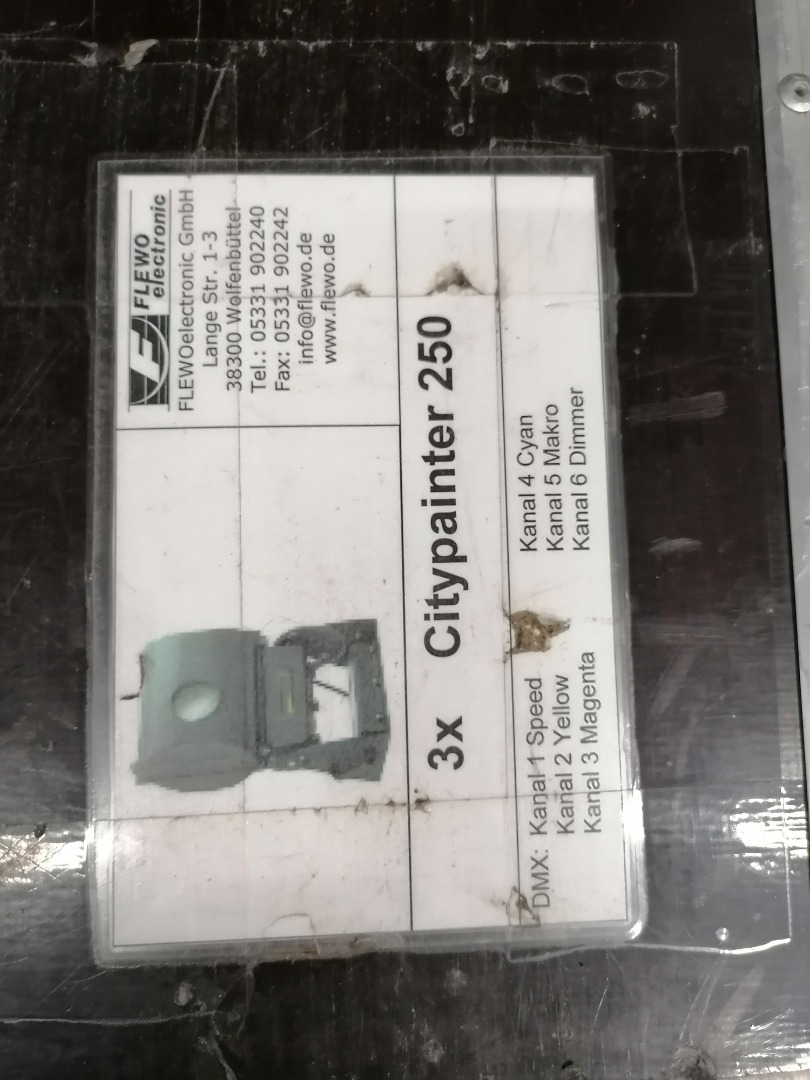 FLEWO
electronic
FLEWOelectronic GmbH
Lange Str. 1-3
38300 Wolfenbüttel
Tel.: 05331 902240
Fax: 05331 902242
info@flewo.de
www.flewo.de
3x Citypainter 250
DMX: Kanal 1 Speed
Kanal 2 Yellow
Kanal 3 Magenta
Kanal 4 Cyan
Kanal 5 Makro
Kanal 6 Dimmer